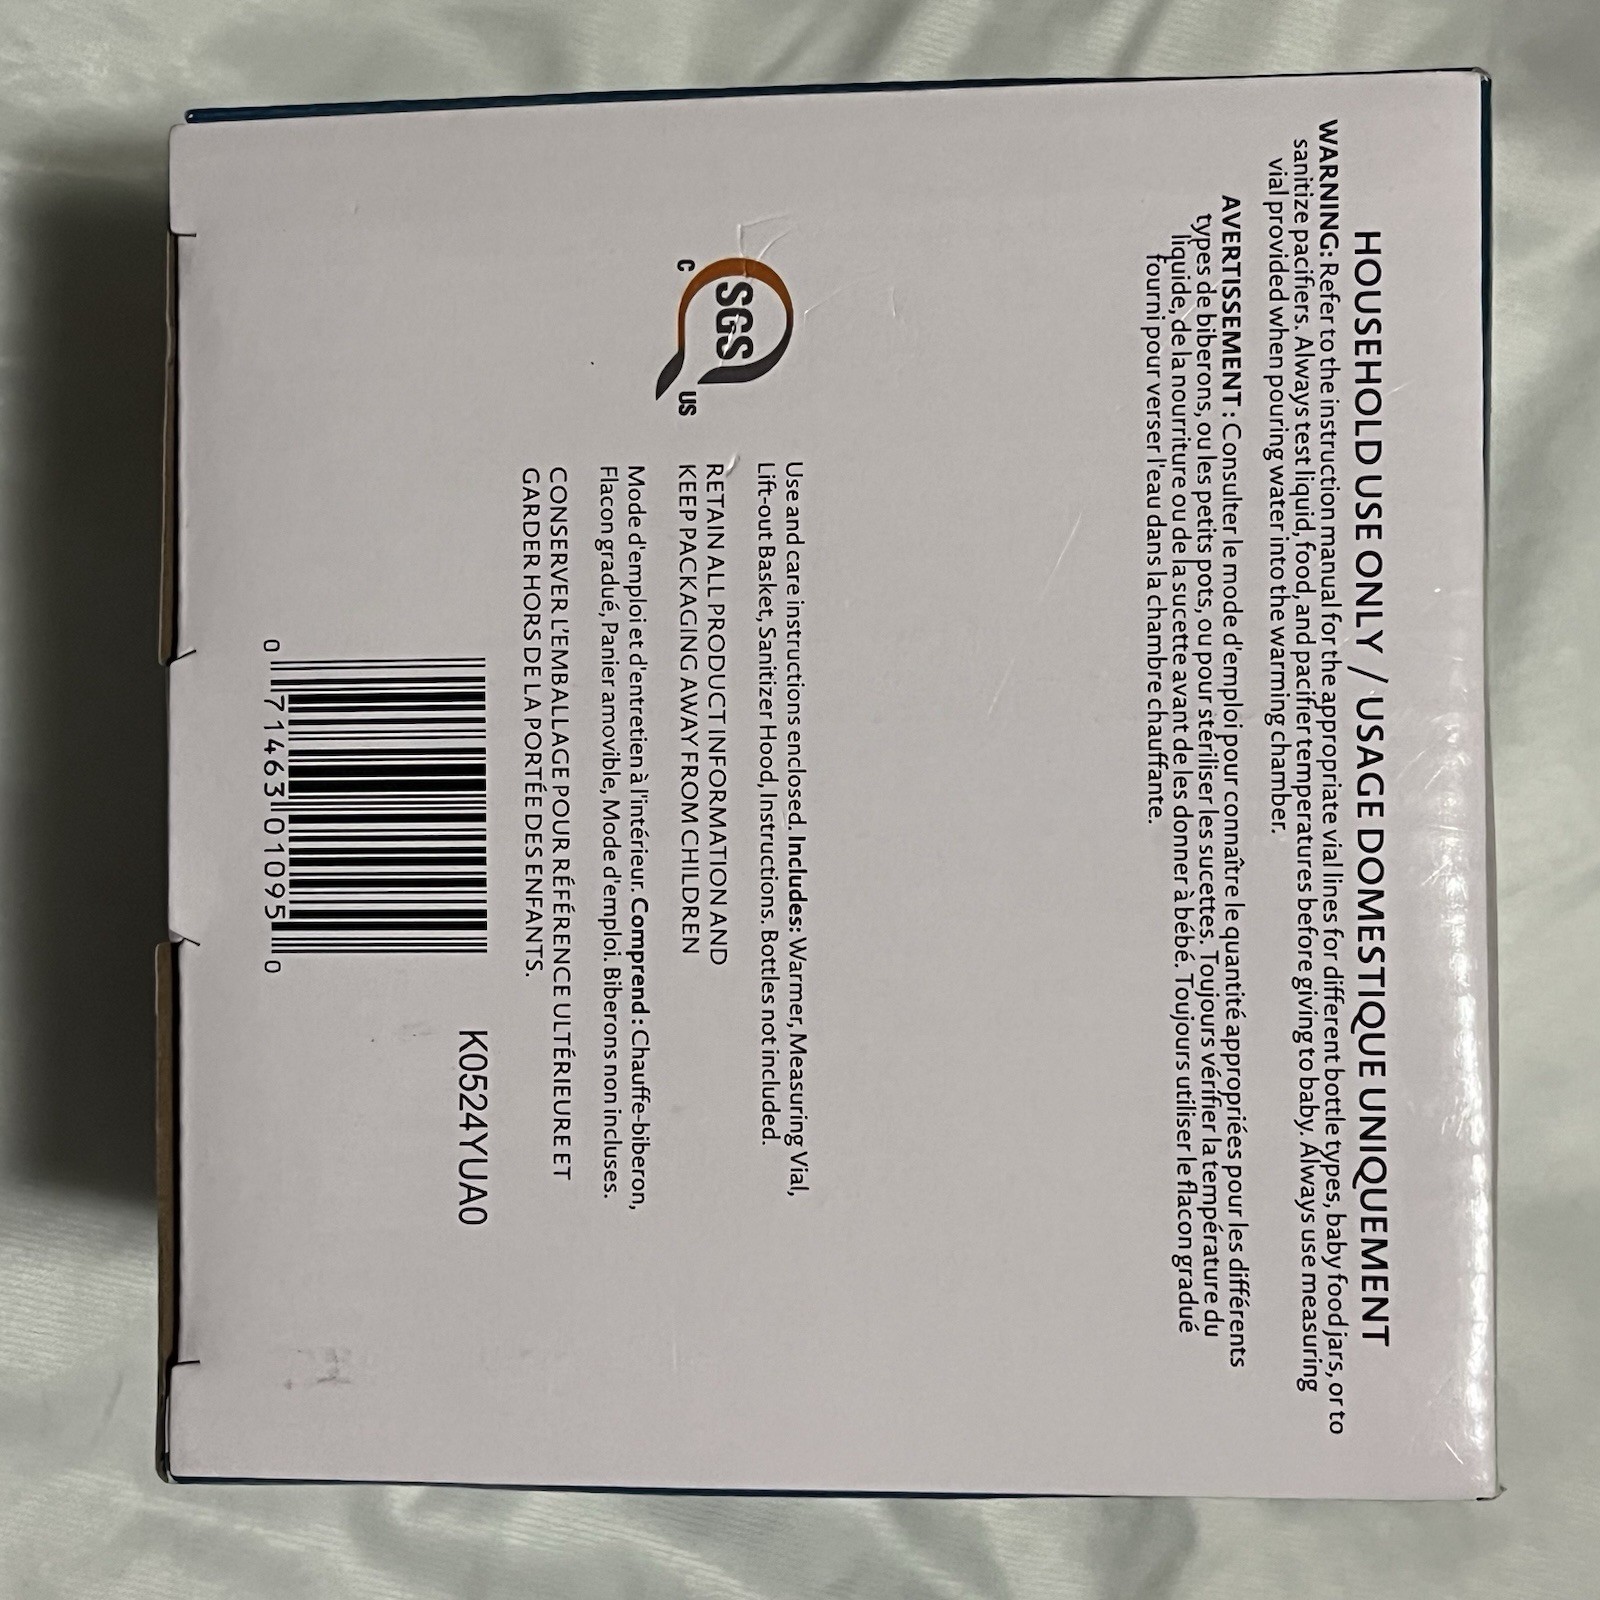 HOUSEHOLD USE ONLY / USAGE DOMESTIQUE UNIQUEMENT
WARNING: Refer to the instruction manual for the appropriate vial lines for different bottle types, baby food jars, or to
sanitize pacifiers. Always test liquid, food, and pacifier temperatures before giving to baby. Always use measuring
vial provided when pouring water into the warming chamber.
AVERTISSEMENT : Consulter le mode d'emploi pour connaître le quantité appropriées pour les différents
types de biberons, ou les petits pots, ou pour stériliser les sucettes. Toujours vérifier la température du
liquide, de la nourriture ou de la sucette avant de les donner à bébé. Toujours utiliser le flacon gradué
fourni pour verser l'eau dans la chambre chauffante.
SGS
C US
Use and care instructions enclosed. Includes: Warmer, Measuring Vial,
Lift-out Basket, Sanitizer Hood, Instructions. Bottles not included.
RETAIN ALL PRODUCT INFORMATION AND
KEEP PACKAGING AWAY FROM CHILDREN
Mode d'emploi et d'entretien à l'intérieur. Comprend : Chauffe-biberon,
Flacon gradué, Panier amovible, Mode d'emploi. Biberons non incluses.
CONSERVER L'EMBALLAGE POUR RÉFÉRENCE ULTÉRIEURE ET
GARDER HORS DE LA PORTÉE DES ENFANTS.
K0524YUA0
0 71463 01095 0